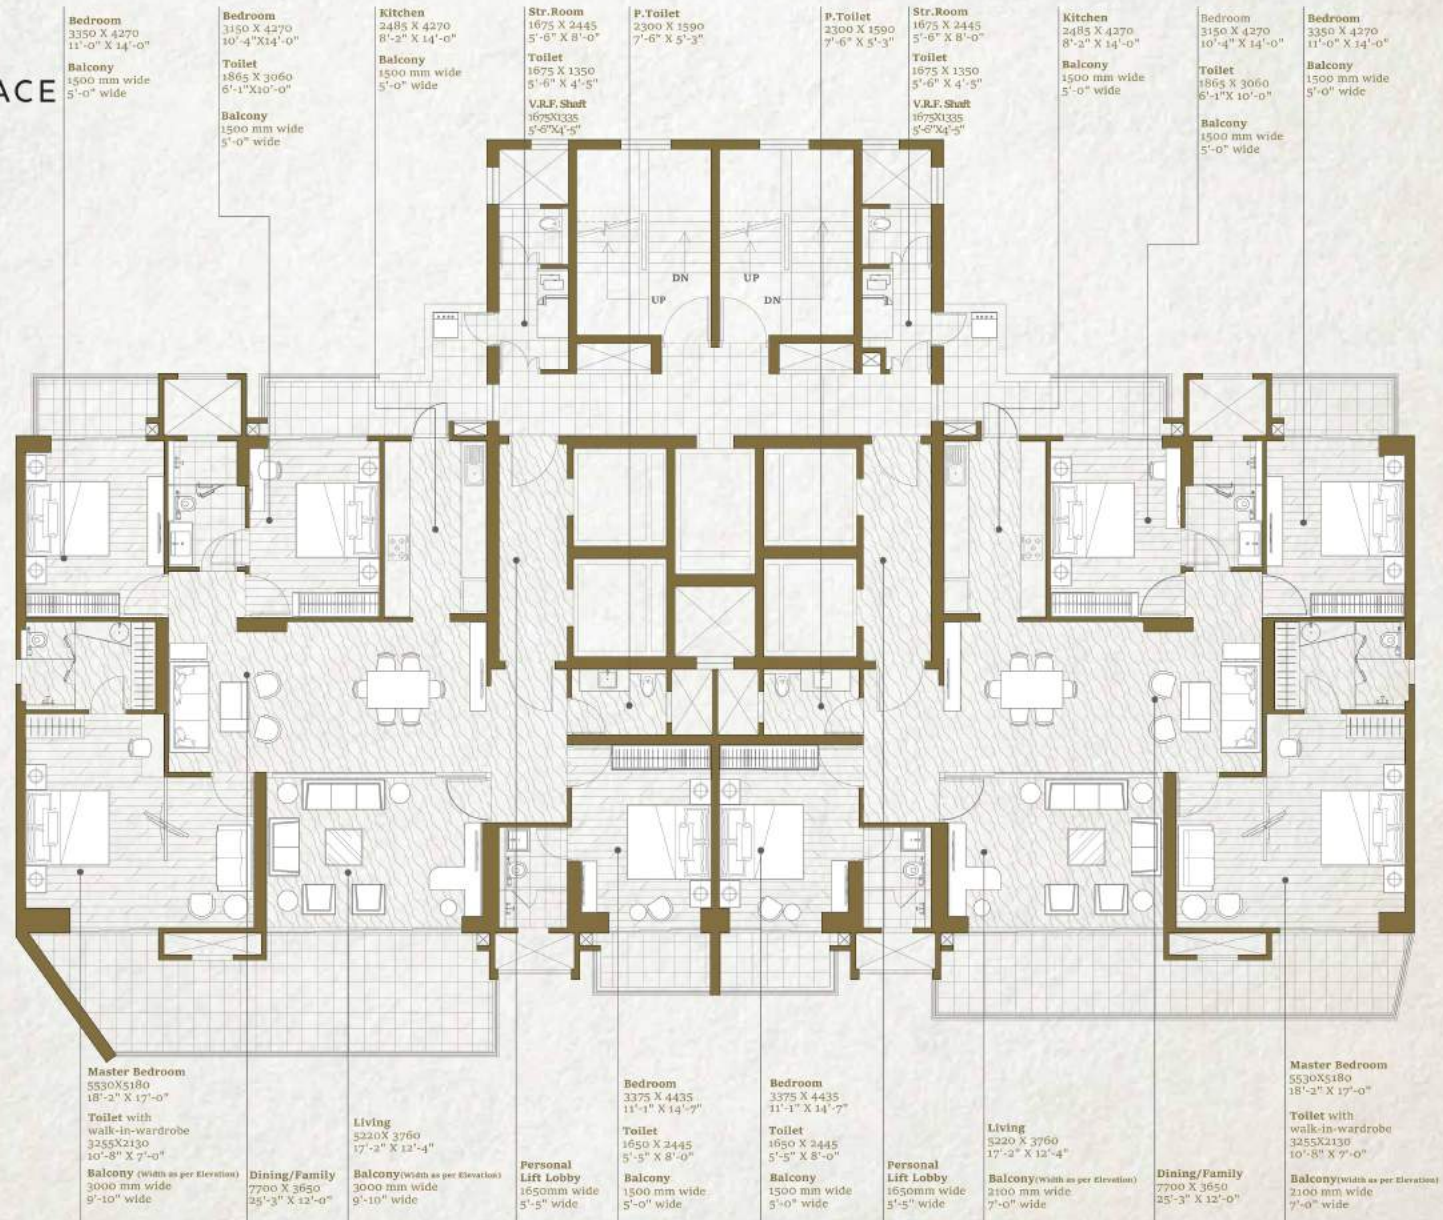 ACE
Bedroom
3350 X 4270
11'-0" X 14'-0"
Balcony
1500 mm wide
5'-0" wide
Bedroom
3150 X 4270
10'-4"X14'-0"
Toilet
1865 X 3060
6'-1"X10'-0"
Balcony
1500 mm wide
5'-0" wide
Kitchen
2485 X 4270
8'-2" X 14'-0"
Balcony
1500 mm wide
5'-0" wide
Str.Room
1675 X 2445
5'-6" X 8'-0"
Toilet
1675 X 1350
5'-6" X 4'-5"
V.R.F. Shaft
1675X1335
5'-6"X4'-5"
P.Toilet
2300 X 1590
7'-6" X 5'-3"
P.Toilet
2300 X 1590
7'-6" X 5'-3"
Str.Room
1675 X 2445
5'-6" X 8'-0"
Toilet
1675 X 1350
5'-6" X 4'-5"
V.R.F. Shaft
1675X1335
5'-6"X4'-5"
Kitchen
2485 X 4270
8'-2" X 14'-0"
Balcony
1500 mm wide
5'-0" wide
Bedroom
3150 X 4270
10'-4" X 14'-0"
Toilet
1865 X 3060
6'-1"X 10'-0"
Balcony
1500 mm wide
5'-0" wide
Bedroom
3350 X 4270
11'-0" X 14'-0"
Balcony
1500 mm wide
5'-0" wide
DN
UP
UP
DN
Master Bedroom
5530X5180
18'-2" X 17'-0"
Toilet with
walk-in-wardrobe
3255X2130
10'-8" X 7'-0"
Balcony (Width as per Elevation)
3000 mm wide
9'-10" wide
Dining/Family
7700 X 3650
25'-3" X 12'-0"
Living
5220X 3760
17'-2" X 12'-4"
Balcony(Width as per Elevation)
3000 mm wide
9'-10" wide
Personal
Lift Lobby
1650mm wide
5'-5" wide
Bedroom
3375 X 4435
11'-1" X 14'-7"
Toilet
1650 X 2445
5'-5" X 8'-0"
Balcony
1500 mm wide
5'-0" wide
Bedroom
3375 X 4435
11'-1" X 14'-7"
Toilet
1650 X 2445
5'-5" X 8'-0"
Balcony
1500 mm wide
5'-0" wide
Personal
Lift Lobby
1650mm wide
5'-5" wide
Living
5220 X 3760
17'-2" X 12'-4"
Balcony(Width as per Elevation)
2100 mm wide
7'-0" wide
Dining/Family
7700 X 3650
25'-3" X 12'-0"
Master Bedroom
5530X5180
18'-2" X 17'-0"
Toilet with
walk-in-wardrobe
3255X2130
10'-8" X 7'-0"
Balcony(Width as per Elevation)
2100 mm wide
7'-0" wide